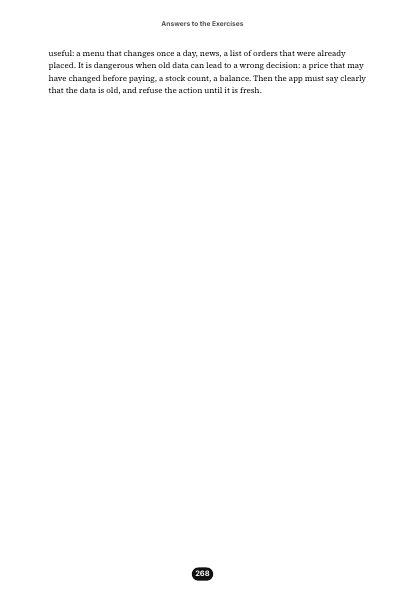 Answers to the Exercises
useful: a menu that changes once a day, news, a list of orders that were already
placed. It is dangerous when old data can lead to a wrong decision: a price that may
have changed before paying, a stock count, a balance. Then the app must say clearly
that the data is old, and refuse the action until it is fresh.
268